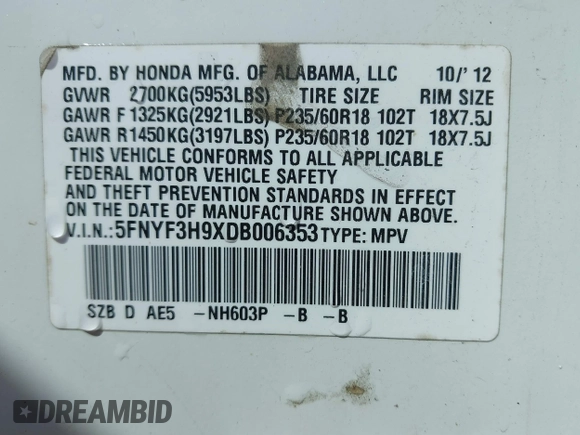 MFD. BY HONDA MFG. OF ALABAMA, LLC 10/'12
GVWR 2700KG(5953LBS) TIRE SIZE RIM SIZE
GAWR F 1325KG(2921LBS) P235/60R18 102T 18X7.5J
GAWR R1450KG(3197LBS) P235/60R18 102T 18X7.5J
THIS VEHICLE CONFORMS TO ALL APPLICABLE
FEDERAL MOTOR VEHICLE SAFETY
AND THEFT PREVENTION STANDARDS IN EFFECT
ON THE DATE OF MANUFACTURE SHOWN ABOVE.
V.I.N.:5FNYF3H9XDB006353 TYPE: MPV
SZB D AE5 -NH603P -B -B
DREAMBID